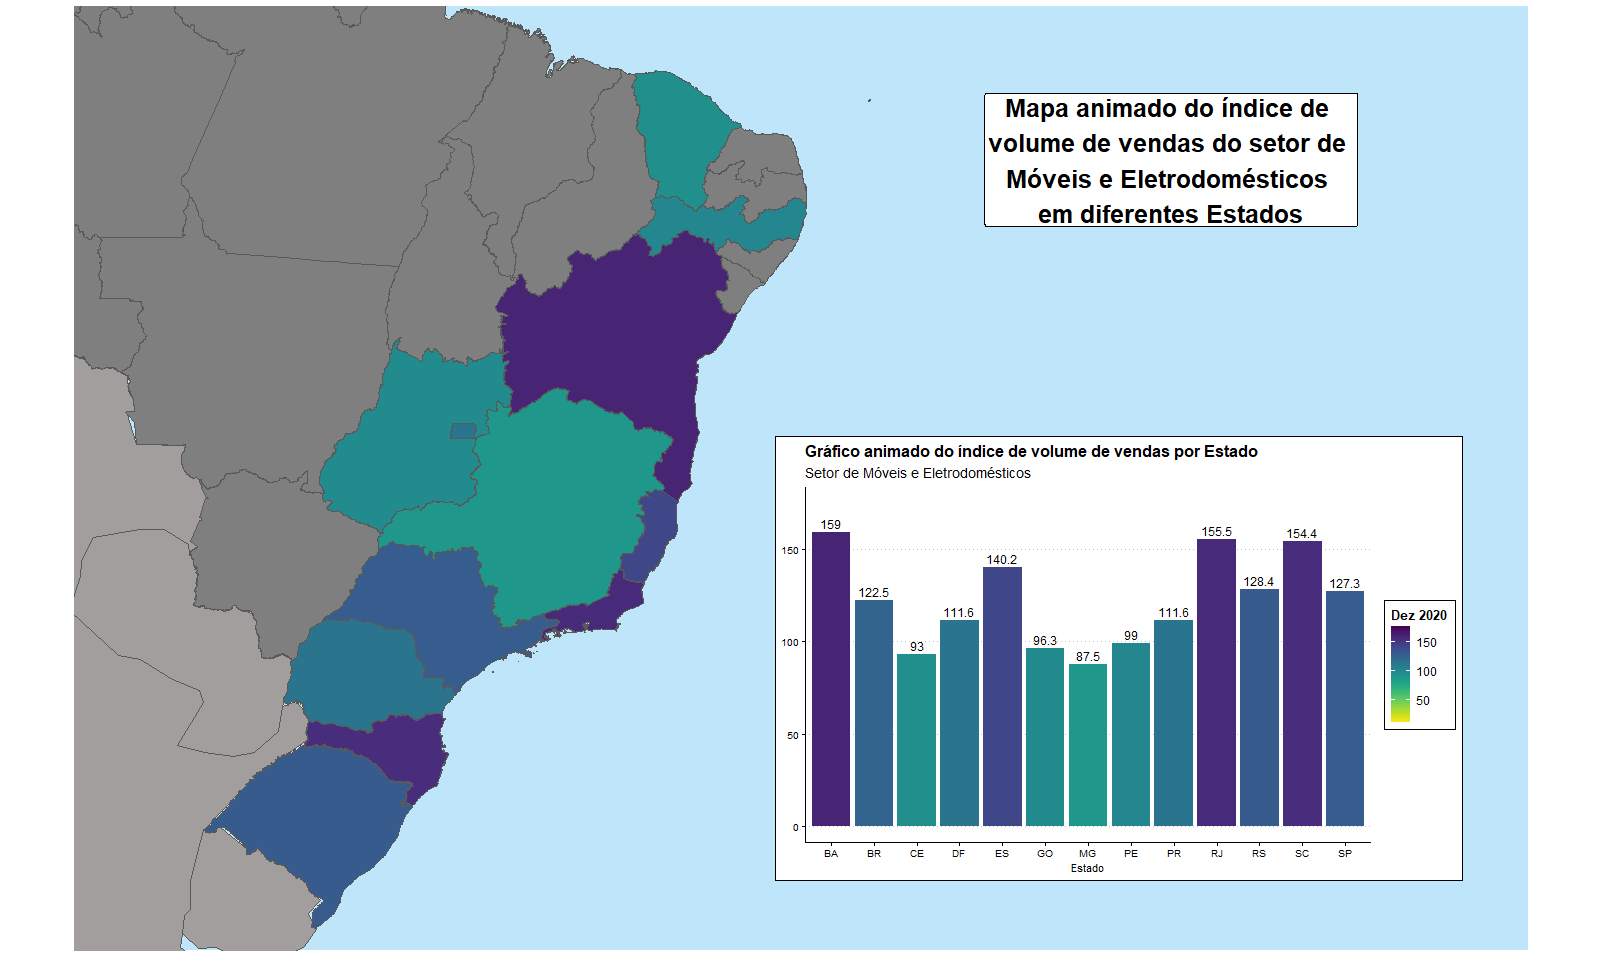 Mapa animado do índice de
volume de vendas do setor de
Móveis e Eletrodomésticos
em diferentes Estados
Gráfico animado do índice de volume de vendas por Estado
Setor de Móveis e Eletrodomésticos
159
122.5
93
111.6
140.2
96.3
87.5
99
111.6
155.5
128.4
154.4
127.3
150
100
50
0
BA BR CE DF ES GO MG PE PR RJ RS SC SP
Estado
Dez 2020
150
100
50